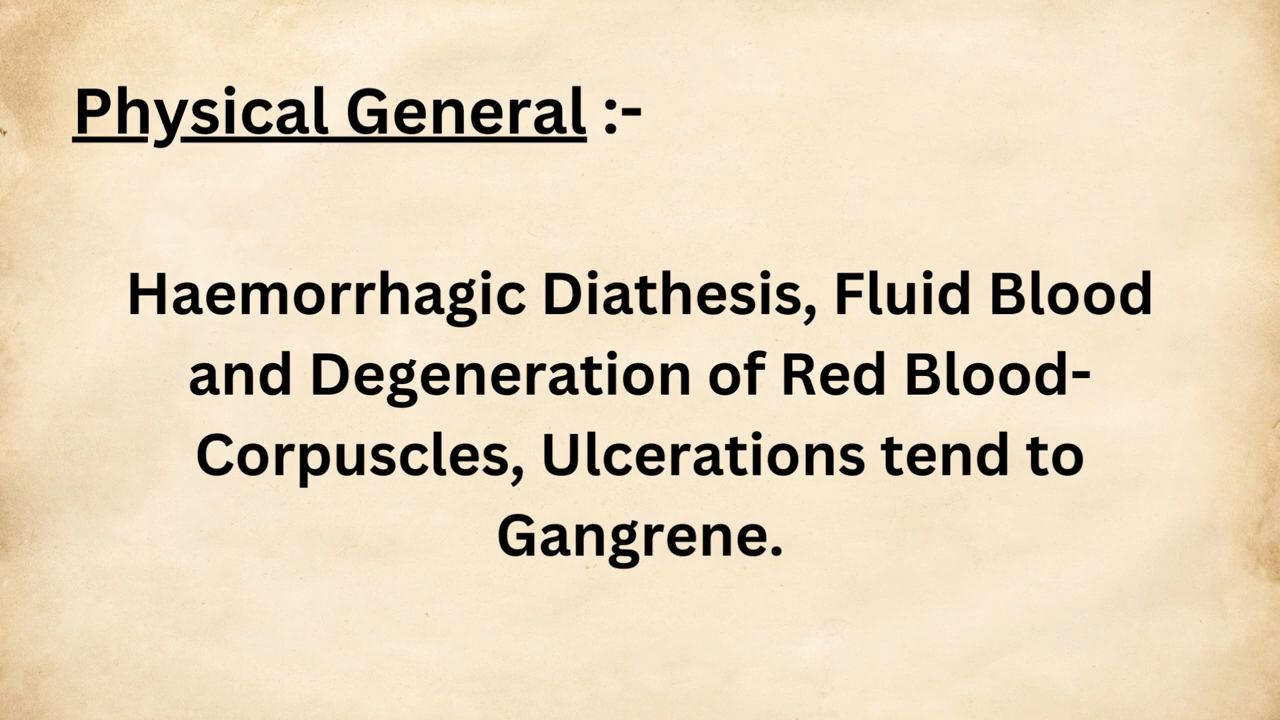 Physical General :-
Haemorrhagic Diathesis, Fluid Blood
and Degeneration of Red Blood-
Corpuscles, Ulcerations tend to
Gangrene.